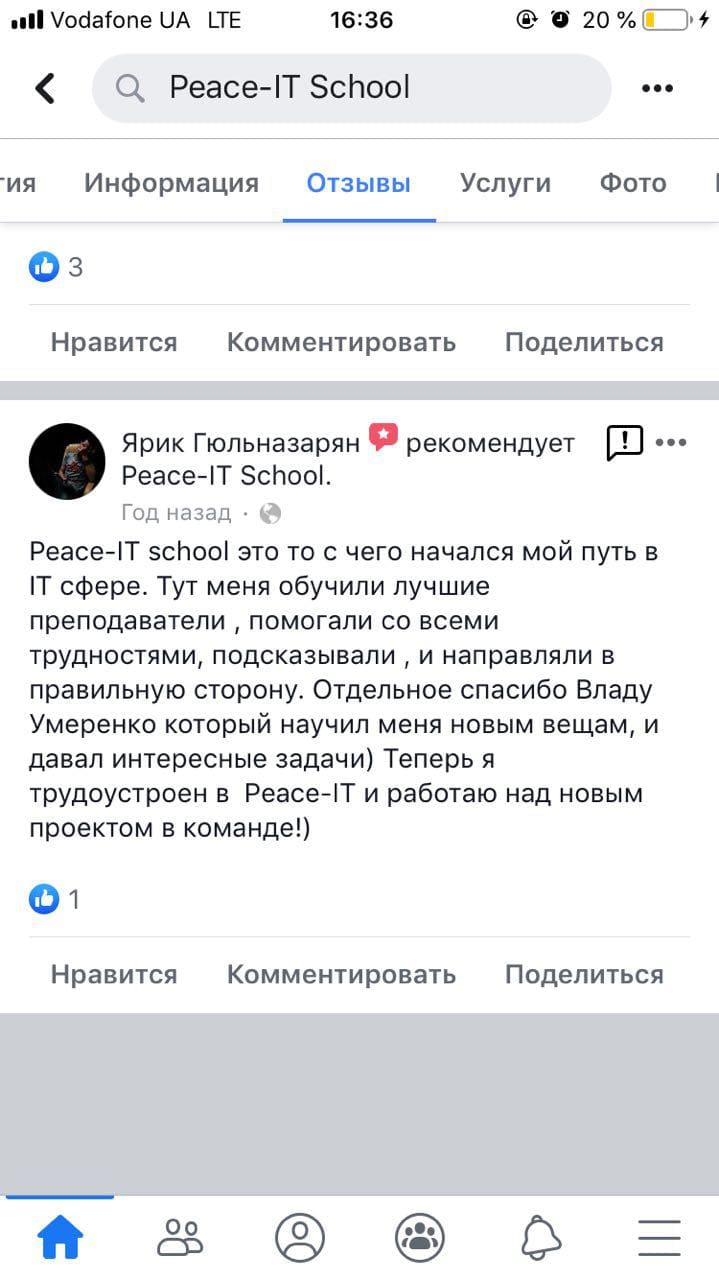 Vodafone UA LTE 16:36 20 %
Peace-IT School
гия Информация Отзывы Услуги Фото
3
Нравится Комментировать Поделиться
Ярик Гюльназарян рекомендует
Peace-IT School.
Год назад ·
Peace-IT school это то с чего начался мой путь в
IT сфере. Тут меня обучили лучшие
преподаватели , помогали со всеми
трудностями, подсказывали , и направляли в
правильную сторону. Отдельное спасибо Владу
Умеренко который научил меня новым вещам, и
давал интересные задачи) Теперь я
трудоустроен в  Peace-IT и работаю над новым
проектом в команде!)
1
Нравится Комментировать Поделиться